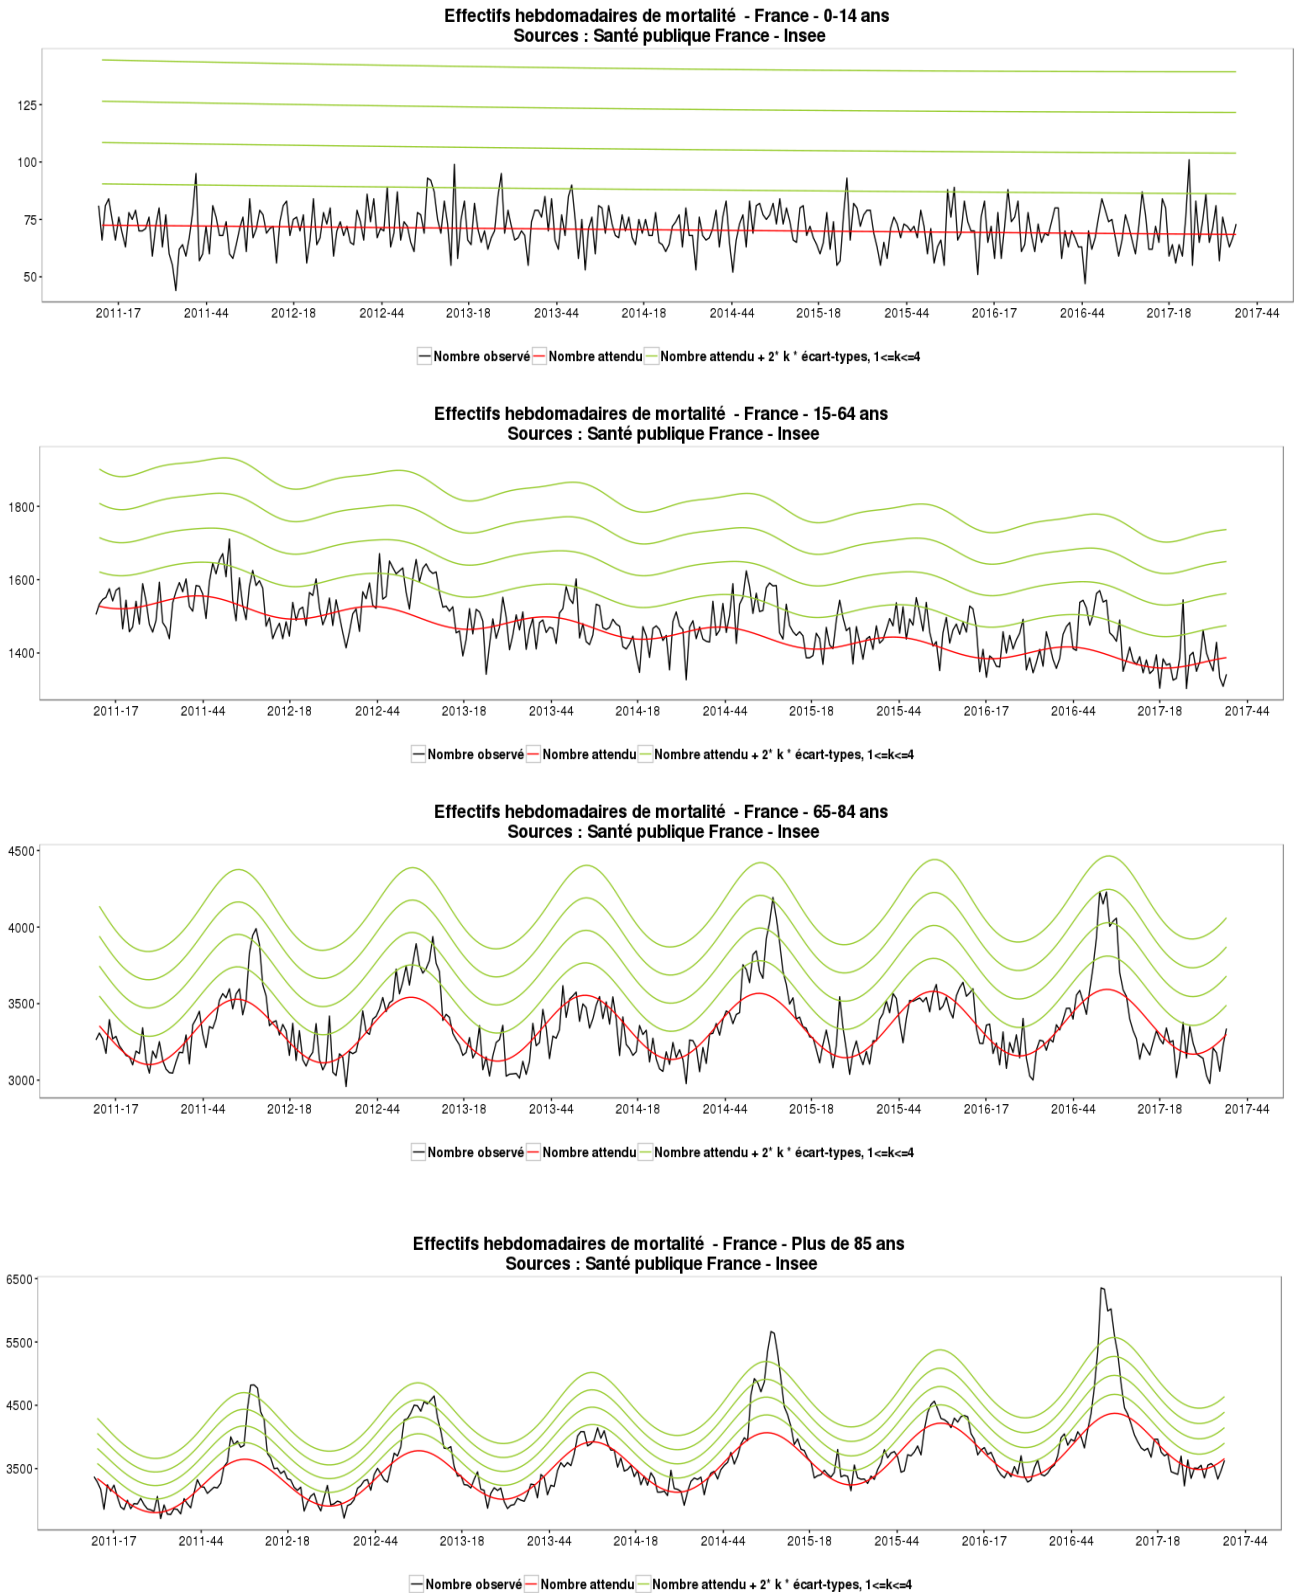 Effectifs hebdomadaires de mortalité - France - 0-14 ans
Sources : Santé publique France - Insee
125
100
75
50
2011-17 2011-44 2012-18 2012-44 2013-18 2013-44 2014-18 2014-44 2015-18 2015-44 2016-17 2016-44 2017-18 2017-44
Nombre observé Nombre attendu Nombre attendu + 2* k * écart-types, 1<=k<=4
Effectifs hebdomadaires de mortalité - France - 15-64 ans
Sources : Santé publique France - Insee
1800
1600
1400
2011-17 2011-44 2012-18 2012-44 2013-18 2013-44 2014-18 2014-44 2015-18 2015-44 2016-17 2016-44 2017-18 2017-44
Nombre observé Nombre attendu Nombre attendu + 2* k * écart-types, 1<=k<=4
Effectifs hebdomadaires de mortalité - France - 65-84 ans
Sources : Santé publique France - Insee
4500
4000
3500
3000
2011-17 2011-44 2012-18 2012-44 2013-18 2013-44 2014-18 2014-44 2015-18 2015-44 2016-17 2016-44 2017-18 2017-44
Nombre observé Nombre attendu Nombre attendu + 2* k * écart-types, 1<=k<=4
Effectifs hebdomadaires de mortalité - France - Plus de 85 ans
Sources : Santé publique France - Insee
6500
5500
4500
3500
2011-17 2011-44 2012-18 2012-44 2013-18 2013-44 2014-18 2014-44 2015-18 2015-44 2016-17 2016-44 2017-18 2017-44
Nombre observé Nombre attendu Nombre attendu + 2* k * écart-types, 1<=k<=4